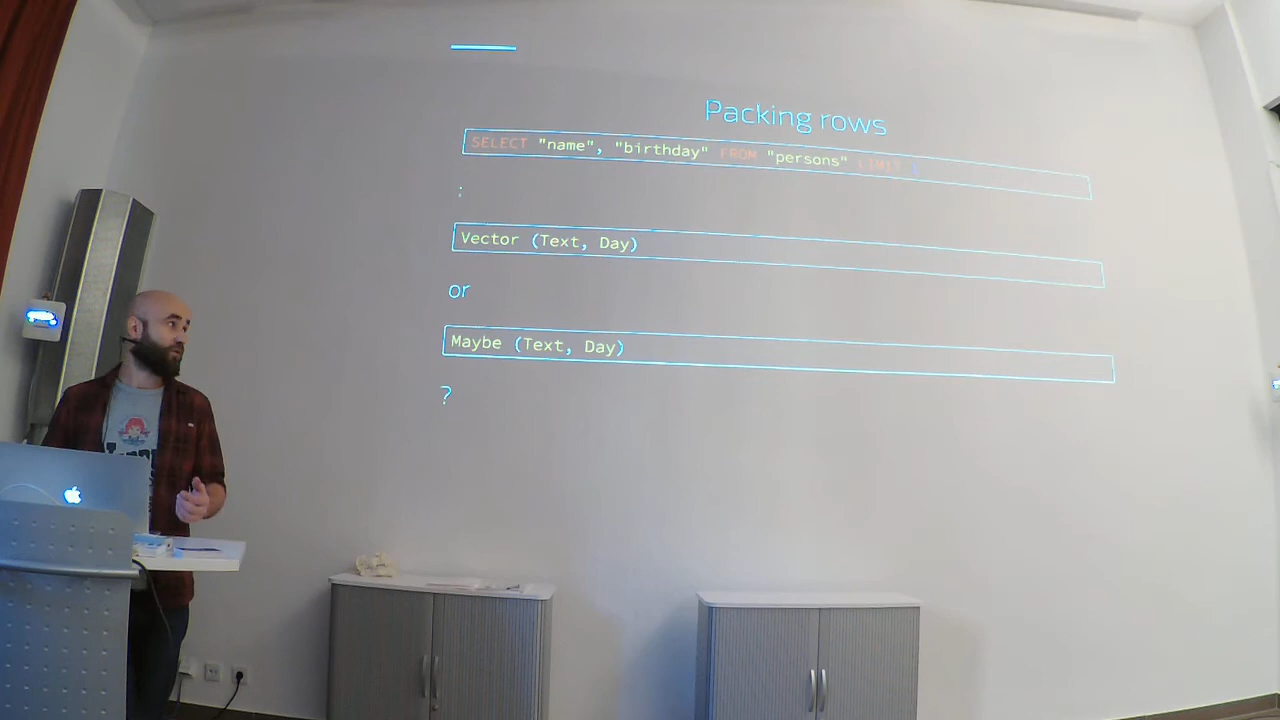 Packing rows
SELECT "name", "birthday" FROM "persons" LIMIT 1
:
Vector (Text, Day)
or
Maybe (Text, Day)
?